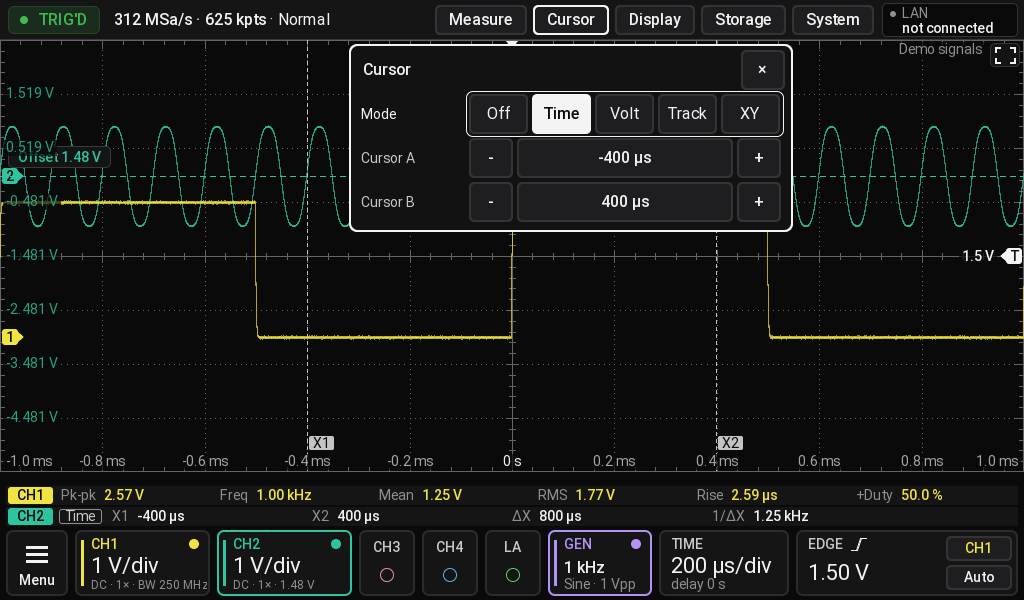 TRIG'D 312 MSa/s · 625 kpts · Normal Measure Cursor Display Storage System LAN
not connected
Demo signals
Cursor ×
1.519 V
Mode Off Time Volt Track XY
0.519 V
Offset 1.48 V
Cursor A - -400 µs +
2
-0.481 V
Cursor B - 400 µs +
-1.481 V 1.5 V T
-2.481 V
1
-3.481 V
-4.481 V
X1 X2
-1.0 ms -0.8 ms -0.6 ms -0.4 ms -0.2 ms 0 s 0.2 ms 0.4 ms 0.6 ms 0.8 ms 1.0 ms
CH1 Pk-pk 2.57 V Freq 1.00 kHz Mean 1.25 V RMS 1.77 V Rise 2.59 µs +Duty 50.0 %
CH2 Time X1 -400 µs X2 400 µs ΔX 800 µs 1/ΔX 1.25 kHz
Menu
CH1
1 V/div
DC · 1× · BW 250 MHz
CH2
1 V/div
DC · 1× · 1.48 V
CH3
CH4
LA
GEN
1 kHz
Sine · 1 Vpp
TIME
200 µs/div
delay 0 s
EDGE
1.50 V
CH1
Auto